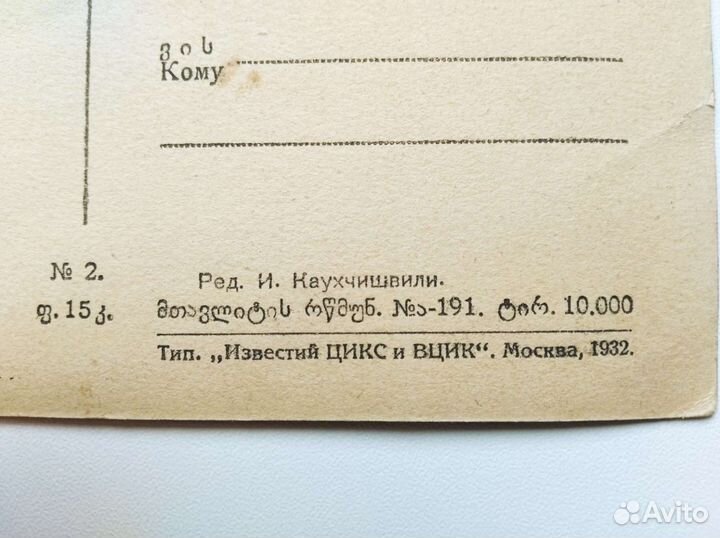 ვის
Кому
№ 2.
ფ. 15 კ.
Ред. И. Каухчишвили.
მთავლიტის რწმუნ. №ა-191. ტირ. 10.000
Тип. „Известий ЦИКС и ВЦИК“. Москва, 1932.
Avito